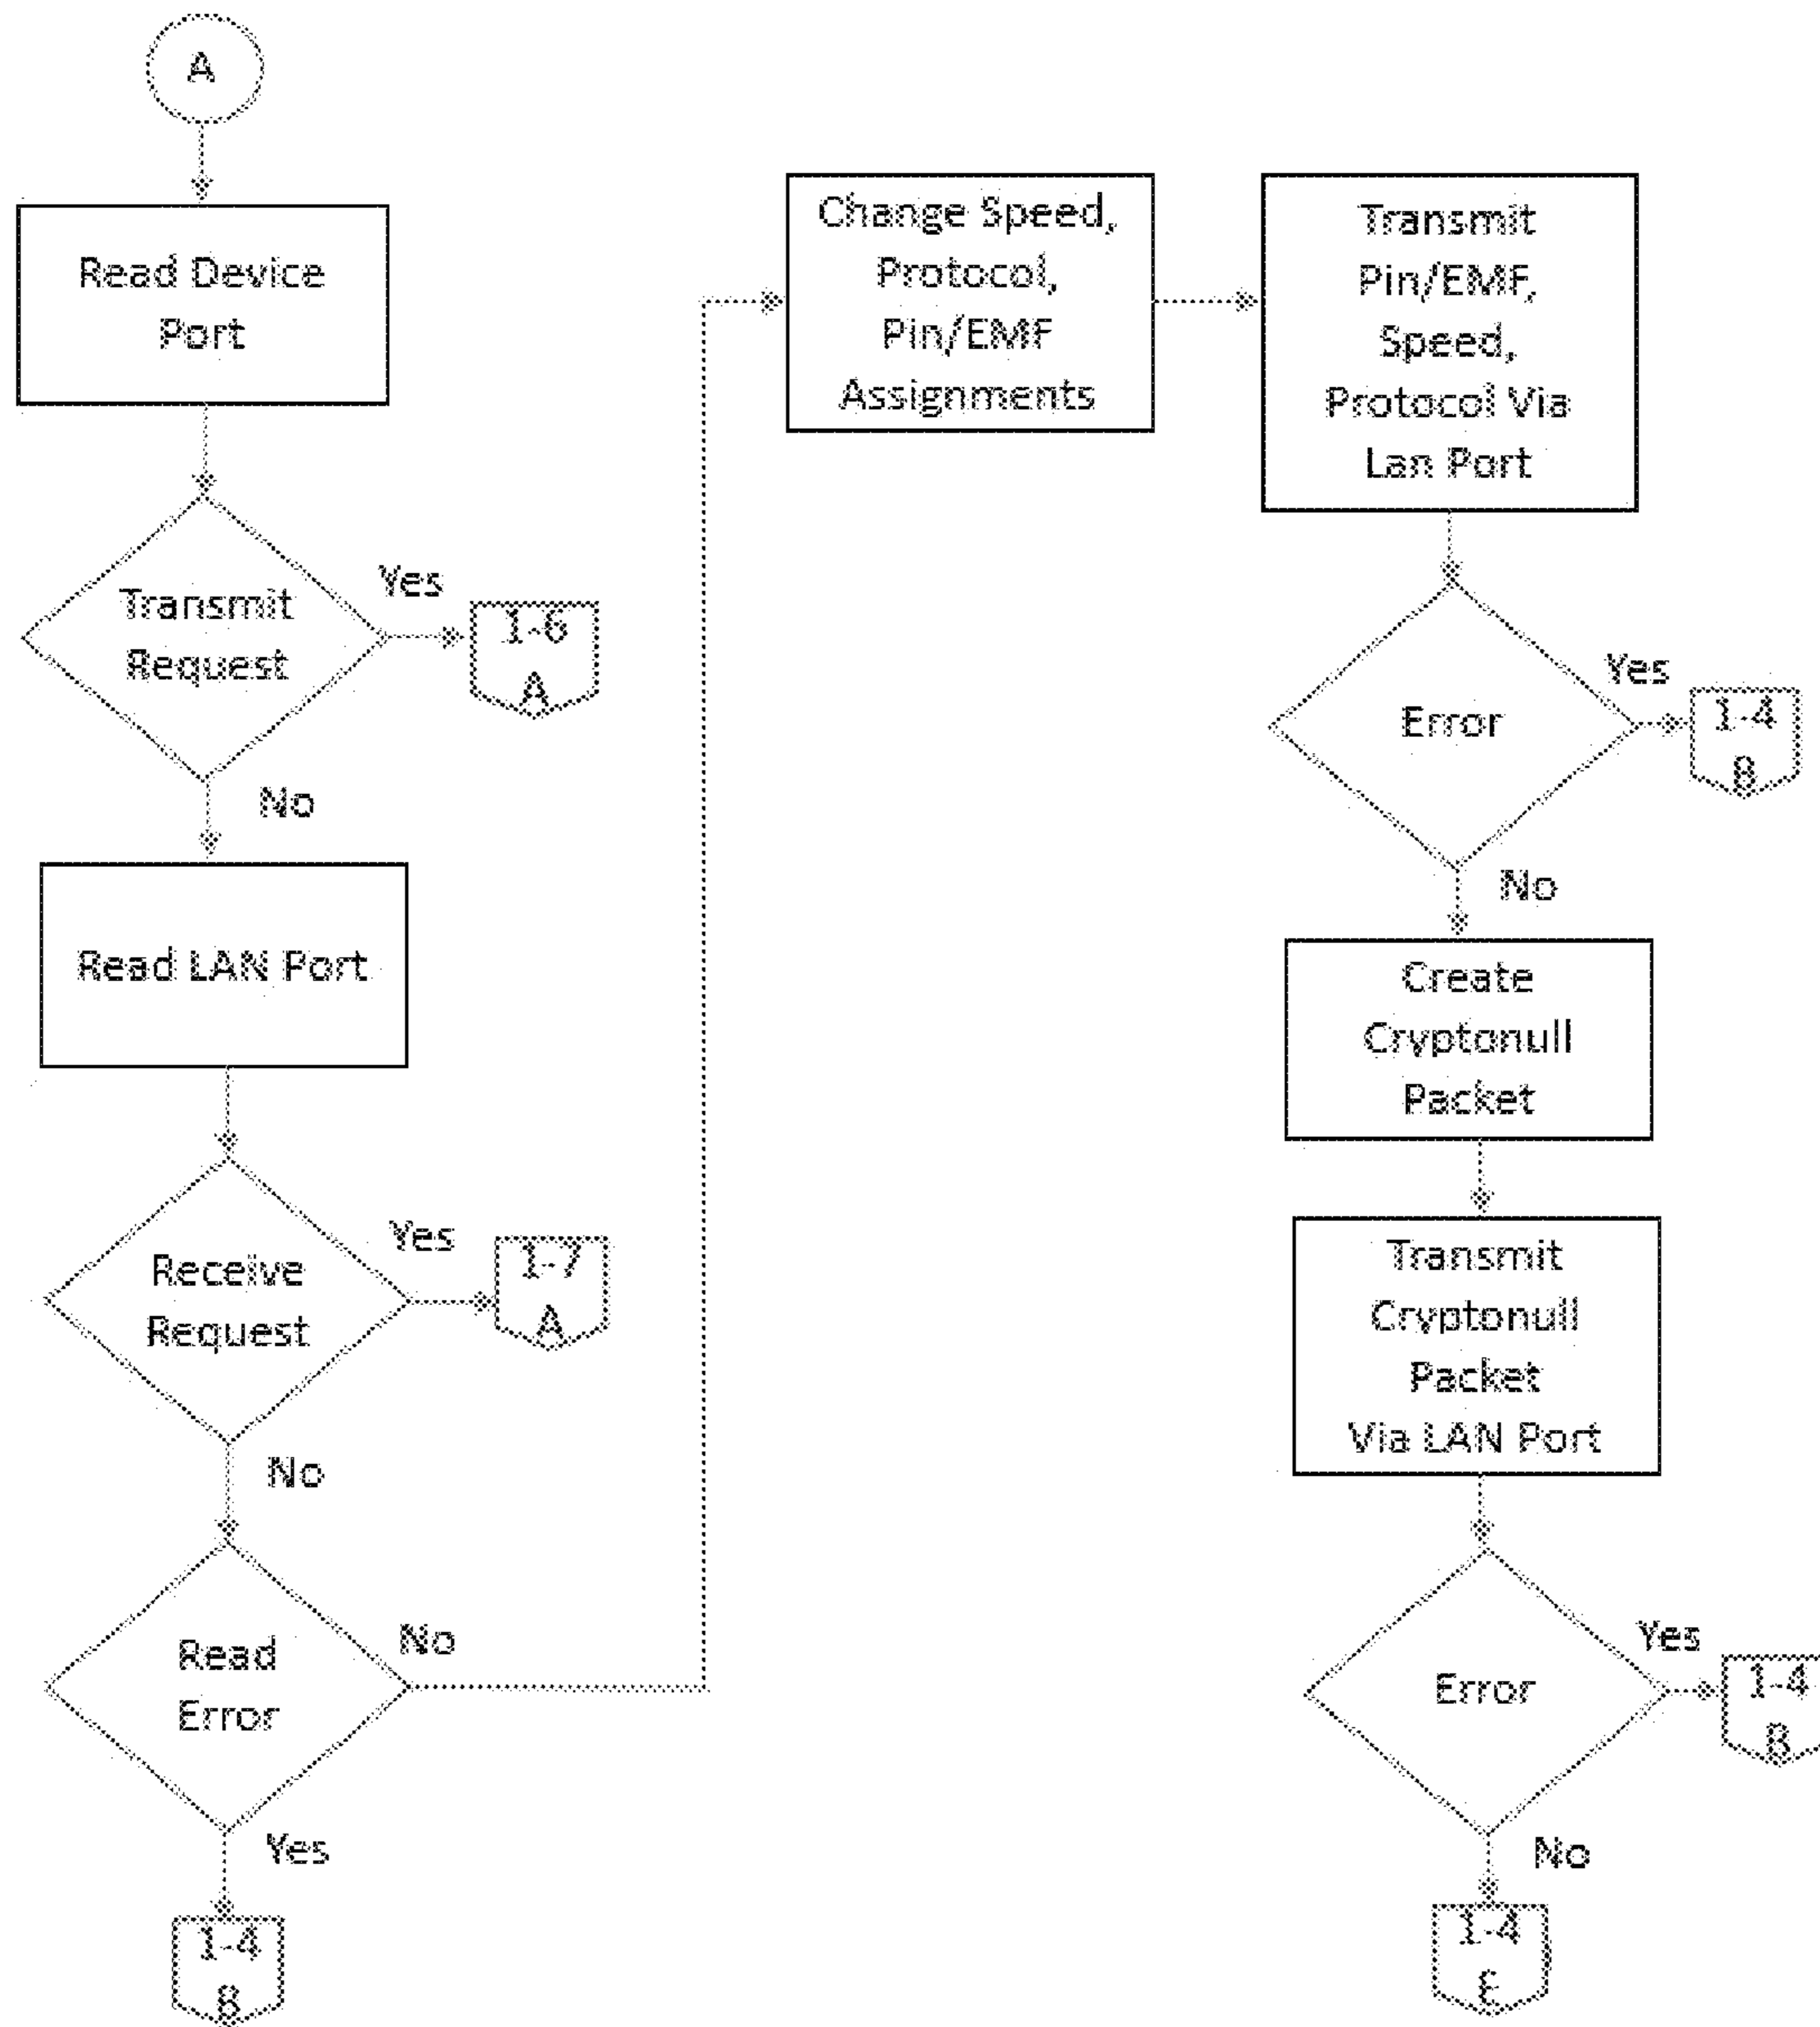 A
Read Device
Port
Transmit
Request
Yes
1-6
A
No
Read LAN Port
Receive
Request
Yes
1-7
A
No
Read
Error
No
Yes
1-4
B
Change Speed,
Protocol,
Pin/EMF
Assignments
Transmit
Pin/EMF,
Speed,
Protocol Via
Lan Port
Error
Yes
1-4
B
No
Create
Cryptonull
Packet
Transmit
Cryptonull
Packet
Via LAN Port
Error
Yes
1-4
B
No
1-4
E